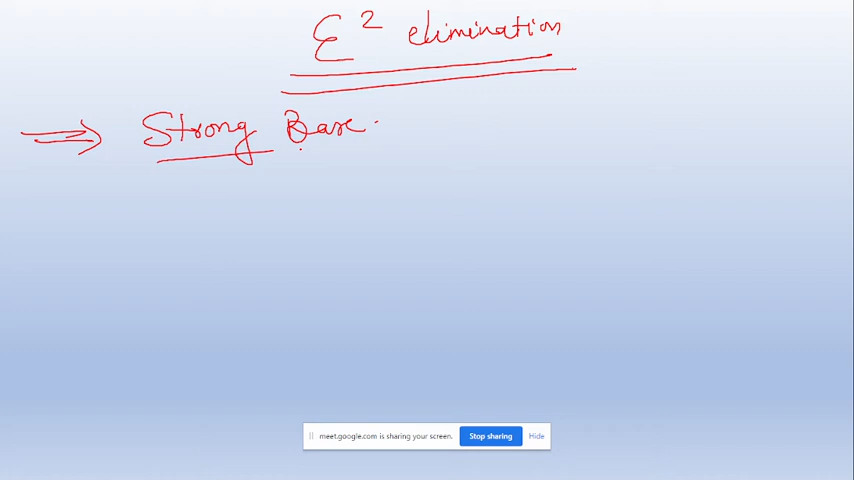 E² elimination
⇒ Strong Base.
meet.google.com is sharing your screen. Stop sharing Hide